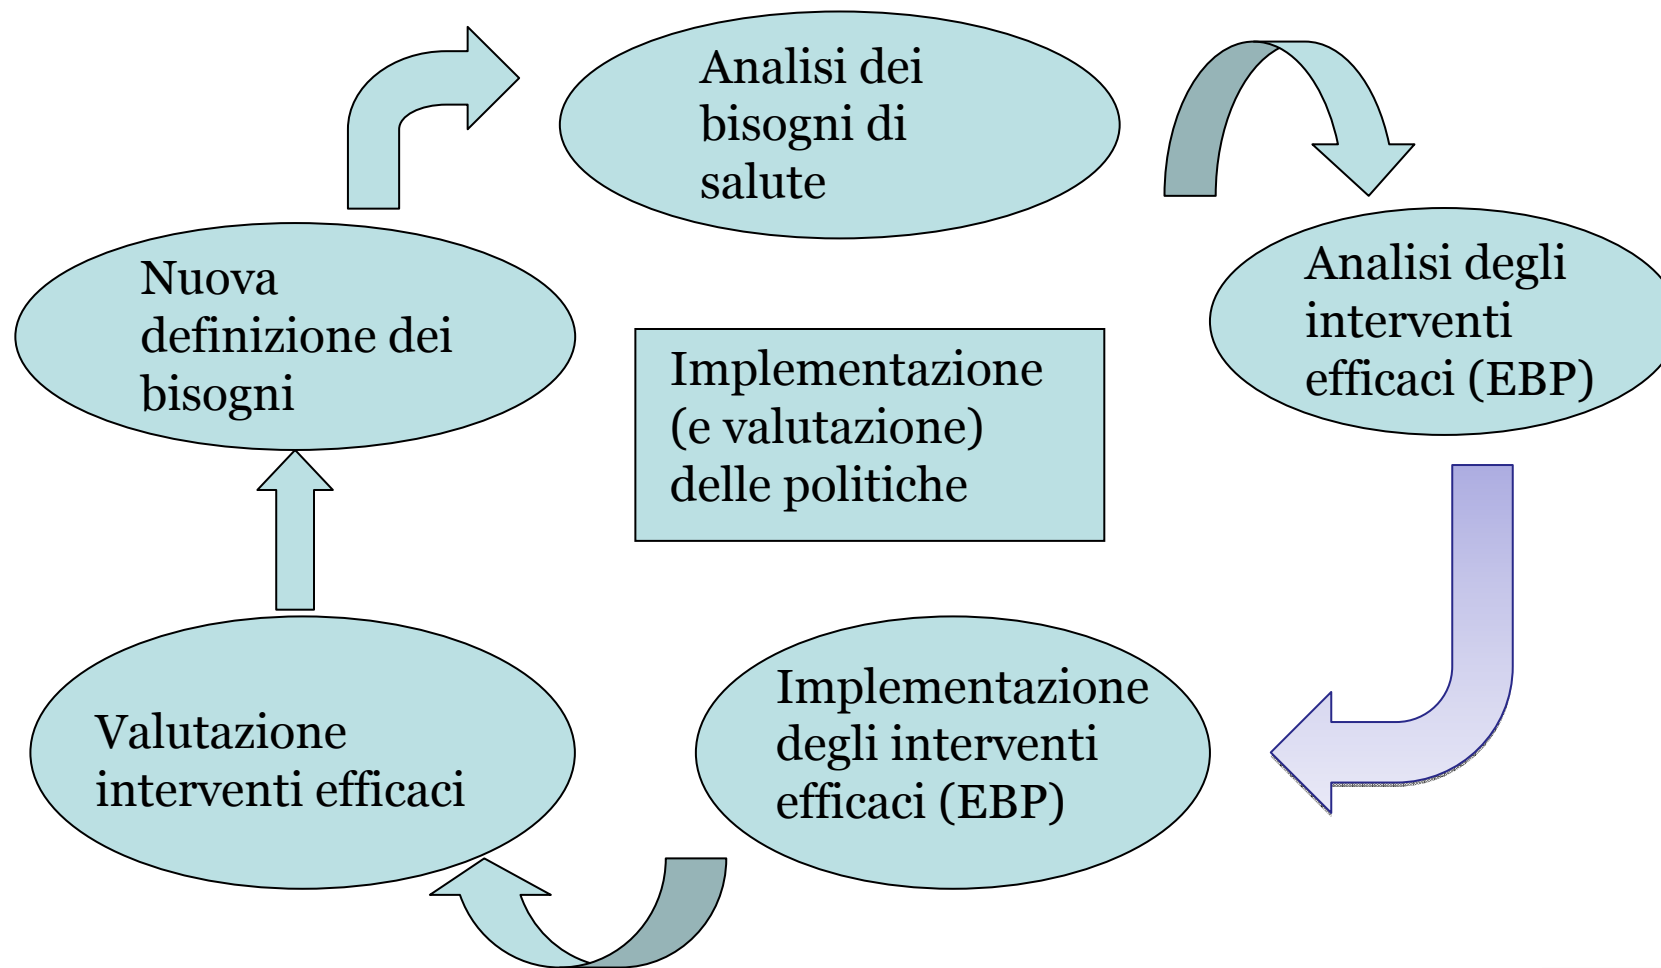 Analisi dei
bisogni di
salute
Analisi degli
interventi
efficaci (EBP)
Nuova
definizione dei
bisogni
Implementazione
(e valutazione)
delle politiche
Implementazione
degli interventi
efficaci (EBP)
Valutazione
interventi efficaci